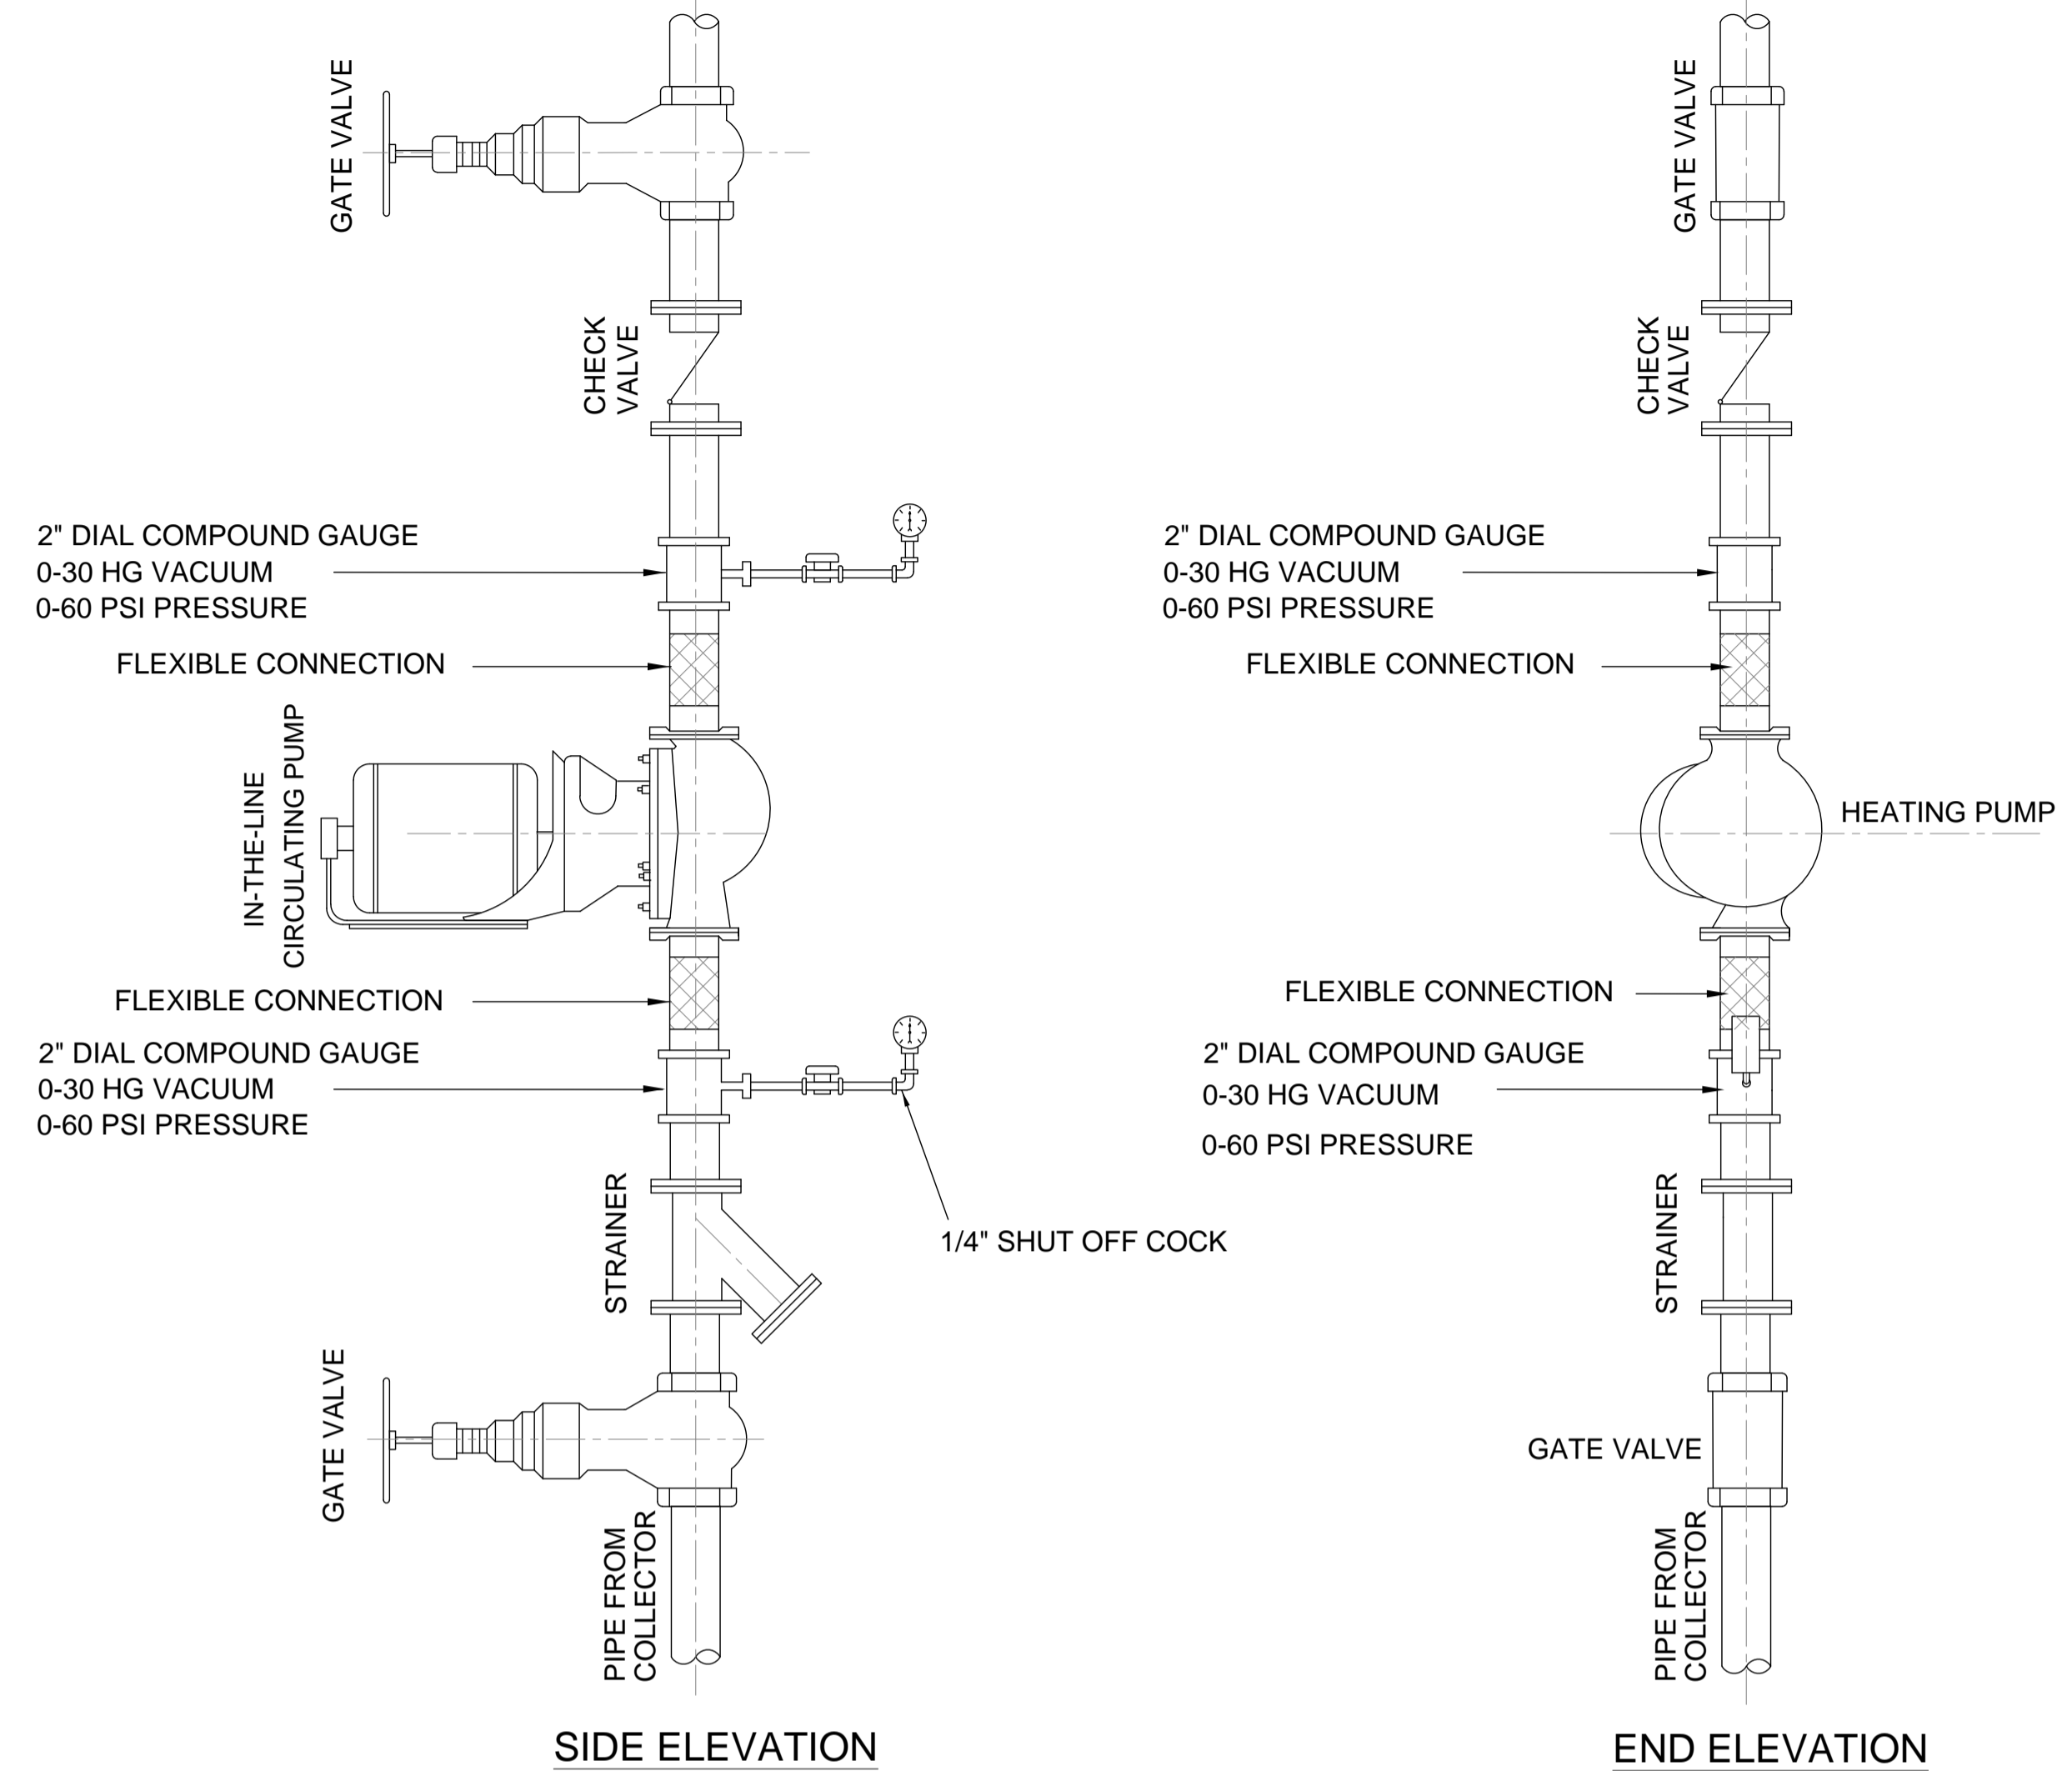 GATE VALVE
CHECK
VALVE
2" DIAL COMPOUND GAUGE
0-30 HG VACUUM
0-60 PSI PRESSURE
FLEXIBLE CONNECTION
IN-THE-LINE
CIRCULATING PUMP
FLEXIBLE CONNECTION
2" DIAL COMPOUND GAUGE
0-30 HG VACUUM
0-60 PSI PRESSURE
STRAINER
1/4" SHUT OFF COCK
GATE VALVE
PIPE FROM
COLLECTOR
SIDE ELEVATION
GATE VALVE
CHECK
VALVE
2" DIAL COMPOUND GAUGE
0-30 HG VACUUM
0-60 PSI PRESSURE
FLEXIBLE CONNECTION
HEATING PUMP
FLEXIBLE CONNECTION
2" DIAL COMPOUND GAUGE
0-30 HG VACUUM
0-60 PSI PRESSURE
STRAINER
GATE VALVE
PIPE FROM
COLLECTOR
END ELEVATION